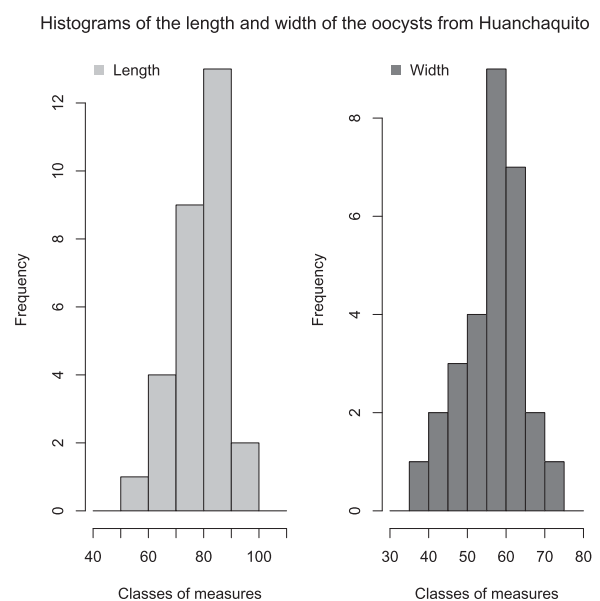 Histograms of the length and width of the oocysts from Huanchaquito
Length
Frequency
0 2 4 6 8 10 12
40 60 80 100
Classes of measures
Width
Frequency
0 2 4 6 8
30 40 50 60 70 80
Classes of measures